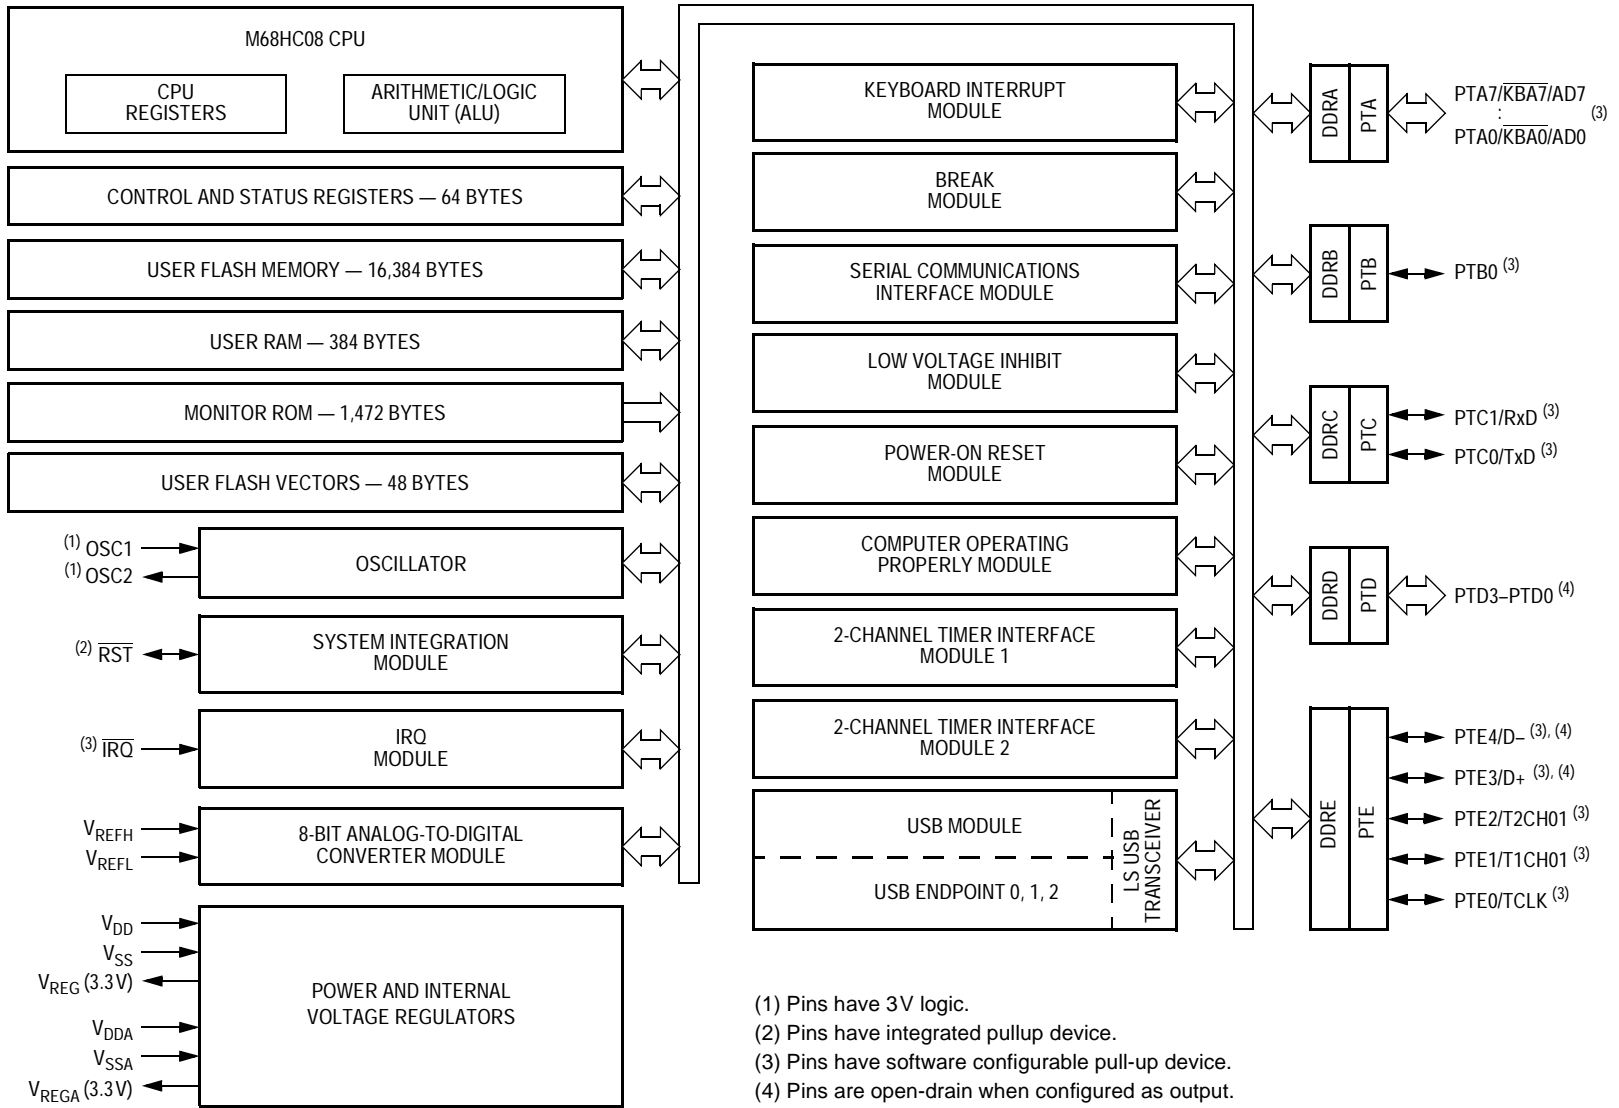 M68HC08 CPU
CPU
REGISTERS
ARITHMETIC/LOGIC
UNIT (ALU)
CONTROL AND STATUS REGISTERS — 64 BYTES
USER FLASH MEMORY — 16,384 BYTES
USER RAM — 384 BYTES
MONITOR ROM — 1,472 BYTES
USER FLASH VECTORS — 48 BYTES
(1) OSC1
(1) OSC2
OSCILLATOR
(2) RST
SYSTEM INTEGRATION
MODULE
(3) IRQ
IRQ
MODULE
VREFH
VREFL
8-BIT ANALOG-TO-DIGITAL
CONVERTER MODULE
VDD
VSS
VREG (3.3V)
VDDA
VSSA
VREGA (3.3V)
POWER AND INTERNAL
VOLTAGE REGULATORS
KEYBOARD INTERRUPT
MODULE
BREAK
MODULE
SERIAL COMMUNICATIONS
INTERFACE MODULE
LOW VOLTAGE INHIBIT
MODULE
POWER-ON RESET
MODULE
COMPUTER OPERATING
PROPERLY MODULE
2-CHANNEL TIMER INTERFACE
MODULE 1
2-CHANNEL TIMER INTERFACE
MODULE 2
USB MODULE
USB ENDPOINT 0, 1, 2
LS USB
TRANSCEIVER
DDRA
PTA
PTA7/KBA7/AD7
:
(3)
PTA0/KBA0/AD0
DDRB
PTB
PTB0 (3)
DDRC
PTC
PTC1/RxD (3)
PTC0/TxD (3)
DDRD
PTD
PTD3–PTD0 (4)
DDRE
PTE
PTE4/D– (3), (4)
PTE3/D+ (3), (4)
PTE2/T2CH01 (3)
PTE1/T1CH01 (3)
PTE0/TCLK (3)
(1) Pins have 3V logic.
(2) Pins have integrated pullup device.
(3) Pins have software configurable pull-up device.
(4) Pins are open-drain when configured as output.